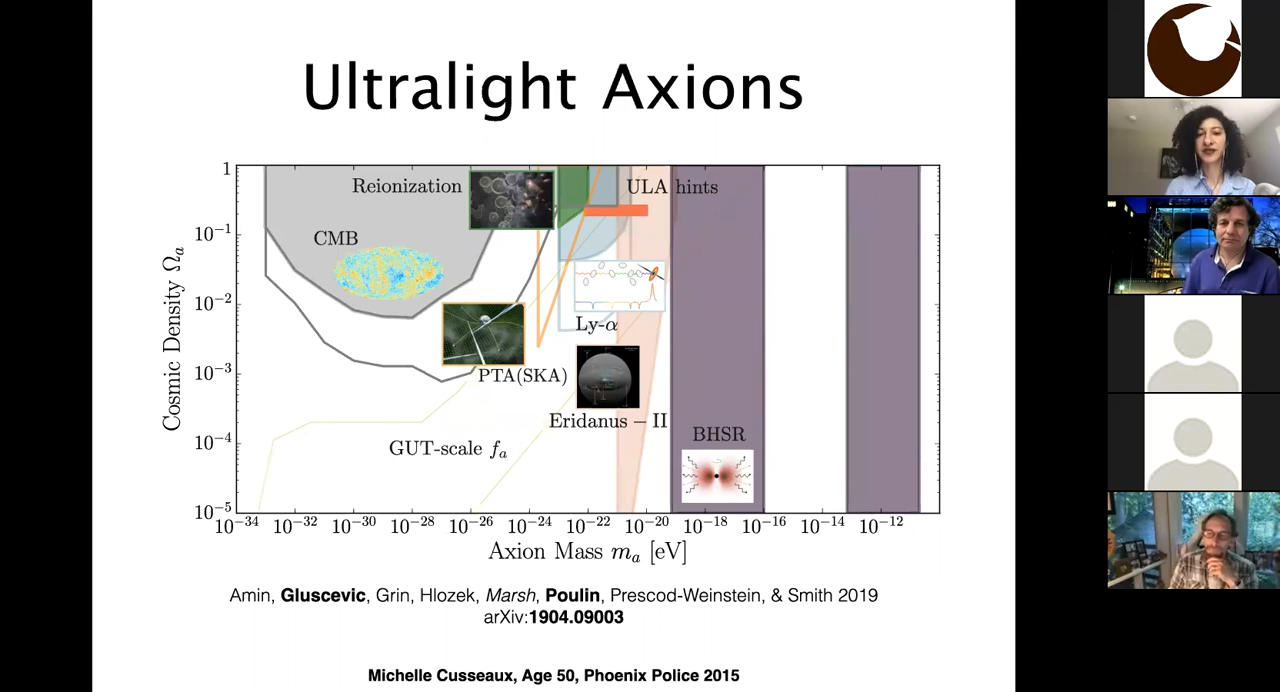 Ultralight Axions
1
10⁻¹
10⁻²
10⁻³
10⁻⁴
10⁻⁵
Cosmic Density Ωₐ
Reionization
ULA hints
CMB
Ly-α
PTA(SKA)
Eridanus – II
BHSR
GUT-scale fₐ
10⁻³⁴ 10⁻³² 10⁻³⁰ 10⁻²⁸ 10⁻²⁶ 10⁻²⁴ 10⁻²² 10⁻²⁰ 10⁻¹⁸ 10⁻¹⁶ 10⁻¹⁴ 10⁻¹²
Axion Mass mₐ [eV]
Amin, Gluscevic, Grin, Hlozek, Marsh, Poulin, Prescod-Weinstein, & Smith 2019
arXiv:1904.09003
Michelle Cusseaux, Age 50, Phoenix Police 2015